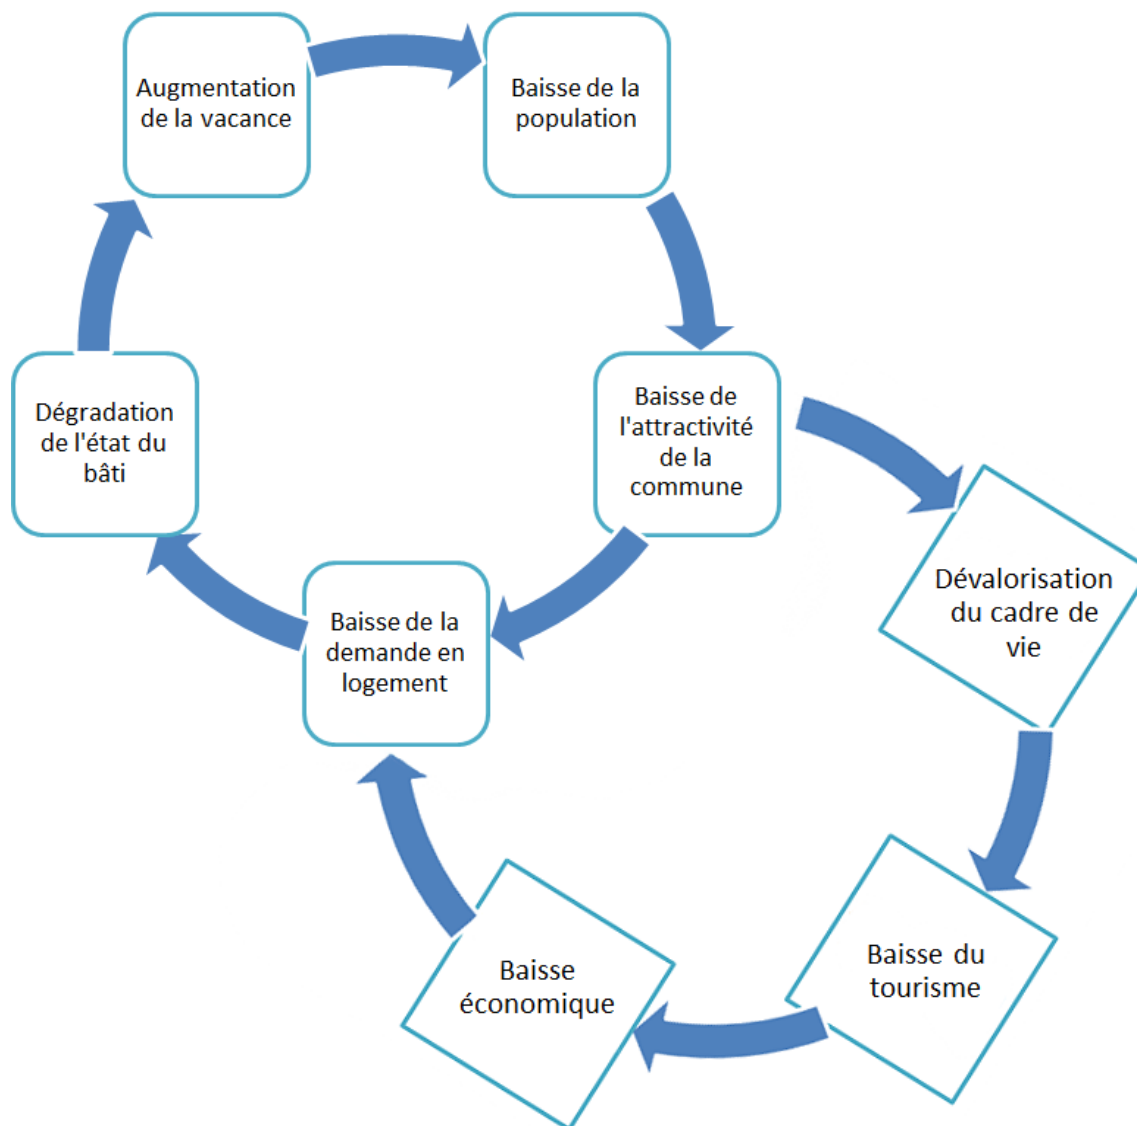 Augmentation
de la vacance
Baisse de la
population
Baisse de
l'attractivité
de la
commune
Dévalorisation
du cadre de
vie
Baisse du
tourisme
Baisse
économique
Baisse de la
demande en
logement
Dégradation
de l'état du
bâti